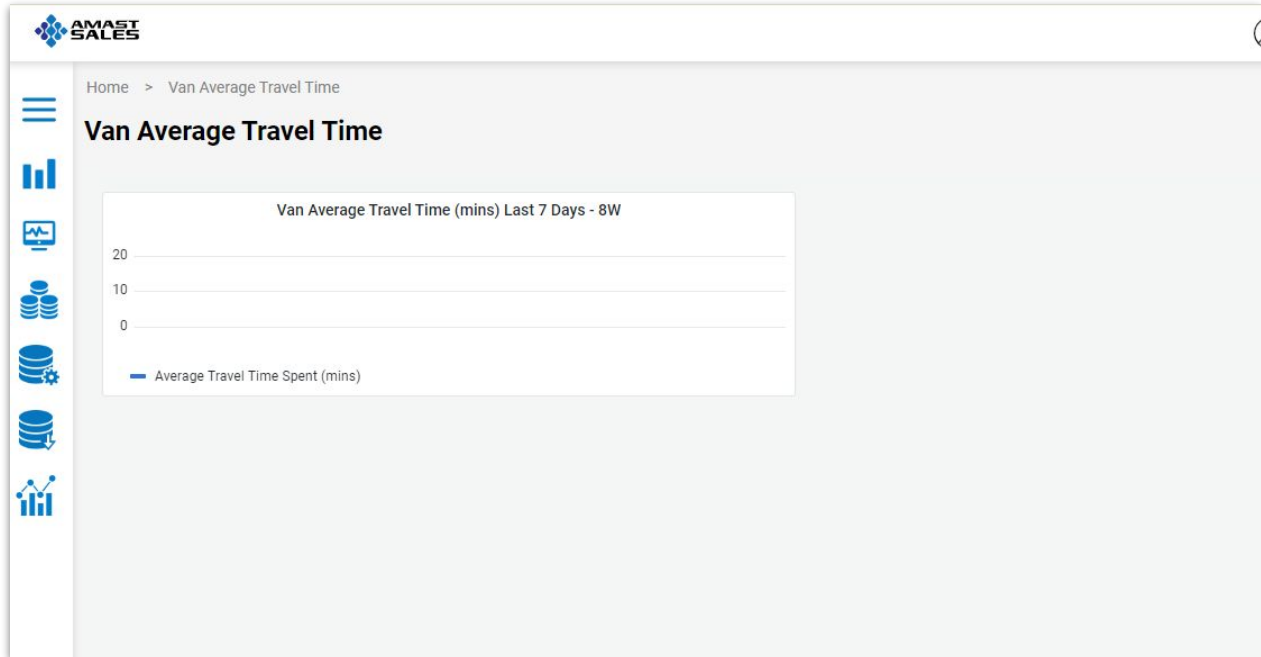 AMAST
SALES
Home > Van Average Travel Time
Van Average Travel Time
Van Average Travel Time (mins) Last 7 Days - 8W
20
10
0
Average Travel Time Spent (mins)